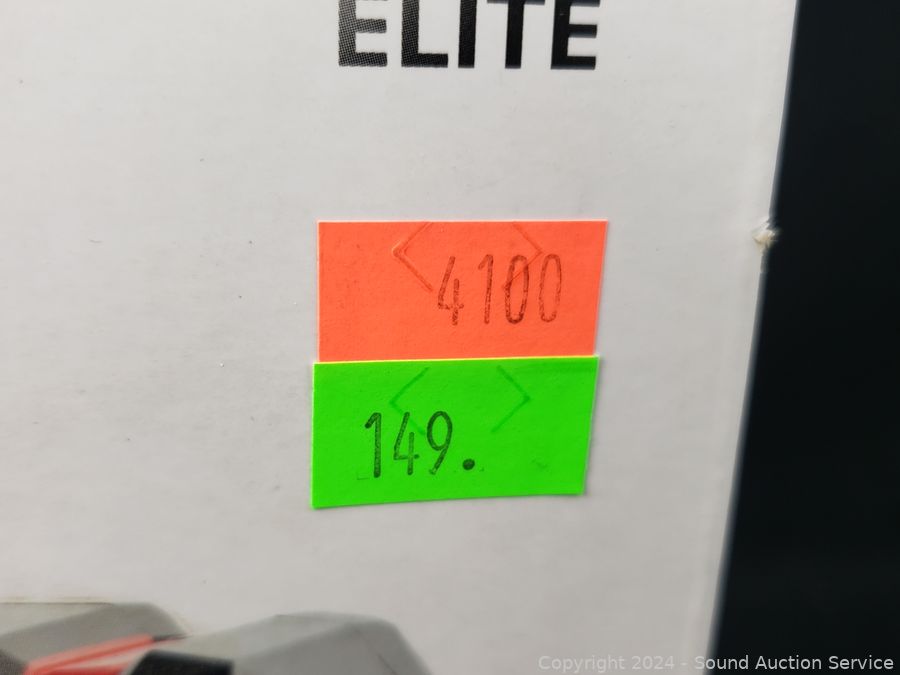 ELITE
4100
149.
Copyright 2024 - Sound Auction Service